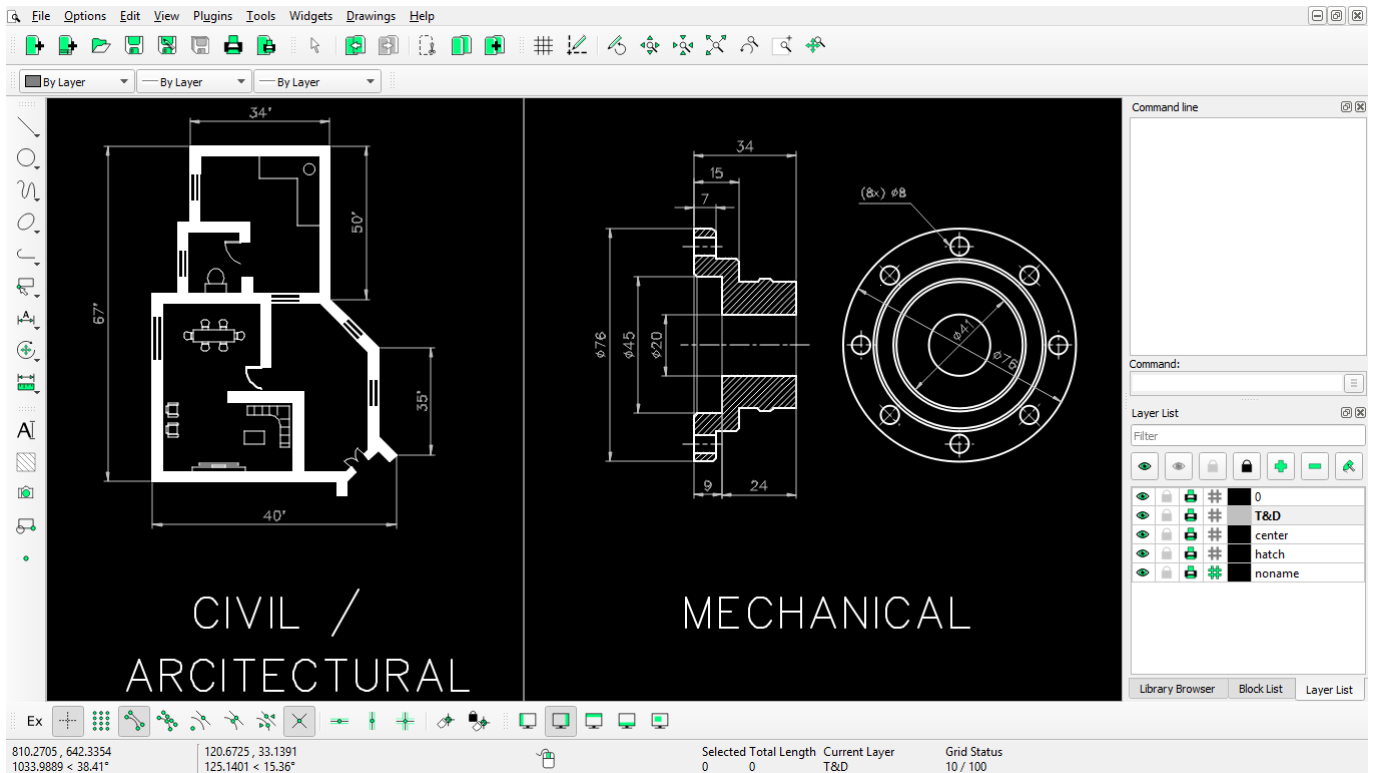 File Options Edit View Plugins Tools Widgets Drawings Help
By Layer By Layer By Layer
34'
50'
67'
35'
40'
CIVIL /
ARCITECTURAL
34
15
7
(8x) ⌀8
⌀76
⌀45
⌀20
⌀41
⌀76
9 24
MECHANICAL
Command line
Command:
Layer List
Filter
0
T&D
center
hatch
noname
Library Browser Block List Layer List
Ex
810.2705 , 642.3354 120.6725 , 33.1391 Selected Total Length Current Layer Grid Status
1033.9889 < 38.41° 125.1401 < 15.36° 0 0 T&D 10 / 100